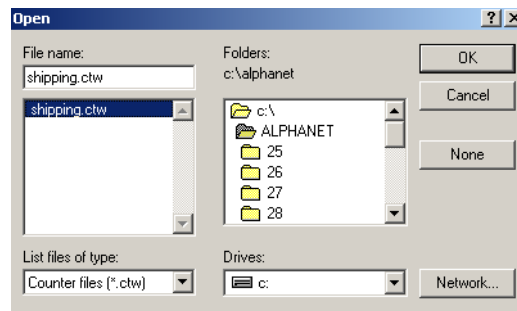 Open
File name:
shipping.ctw
shipping.ctw
List files of type:
Counter files (*.ctw)
Folders:
c:\alphanet
c:\
ALPHANET
25
26
27
28
Drives:
c:
OK
Cancel
None
Network...